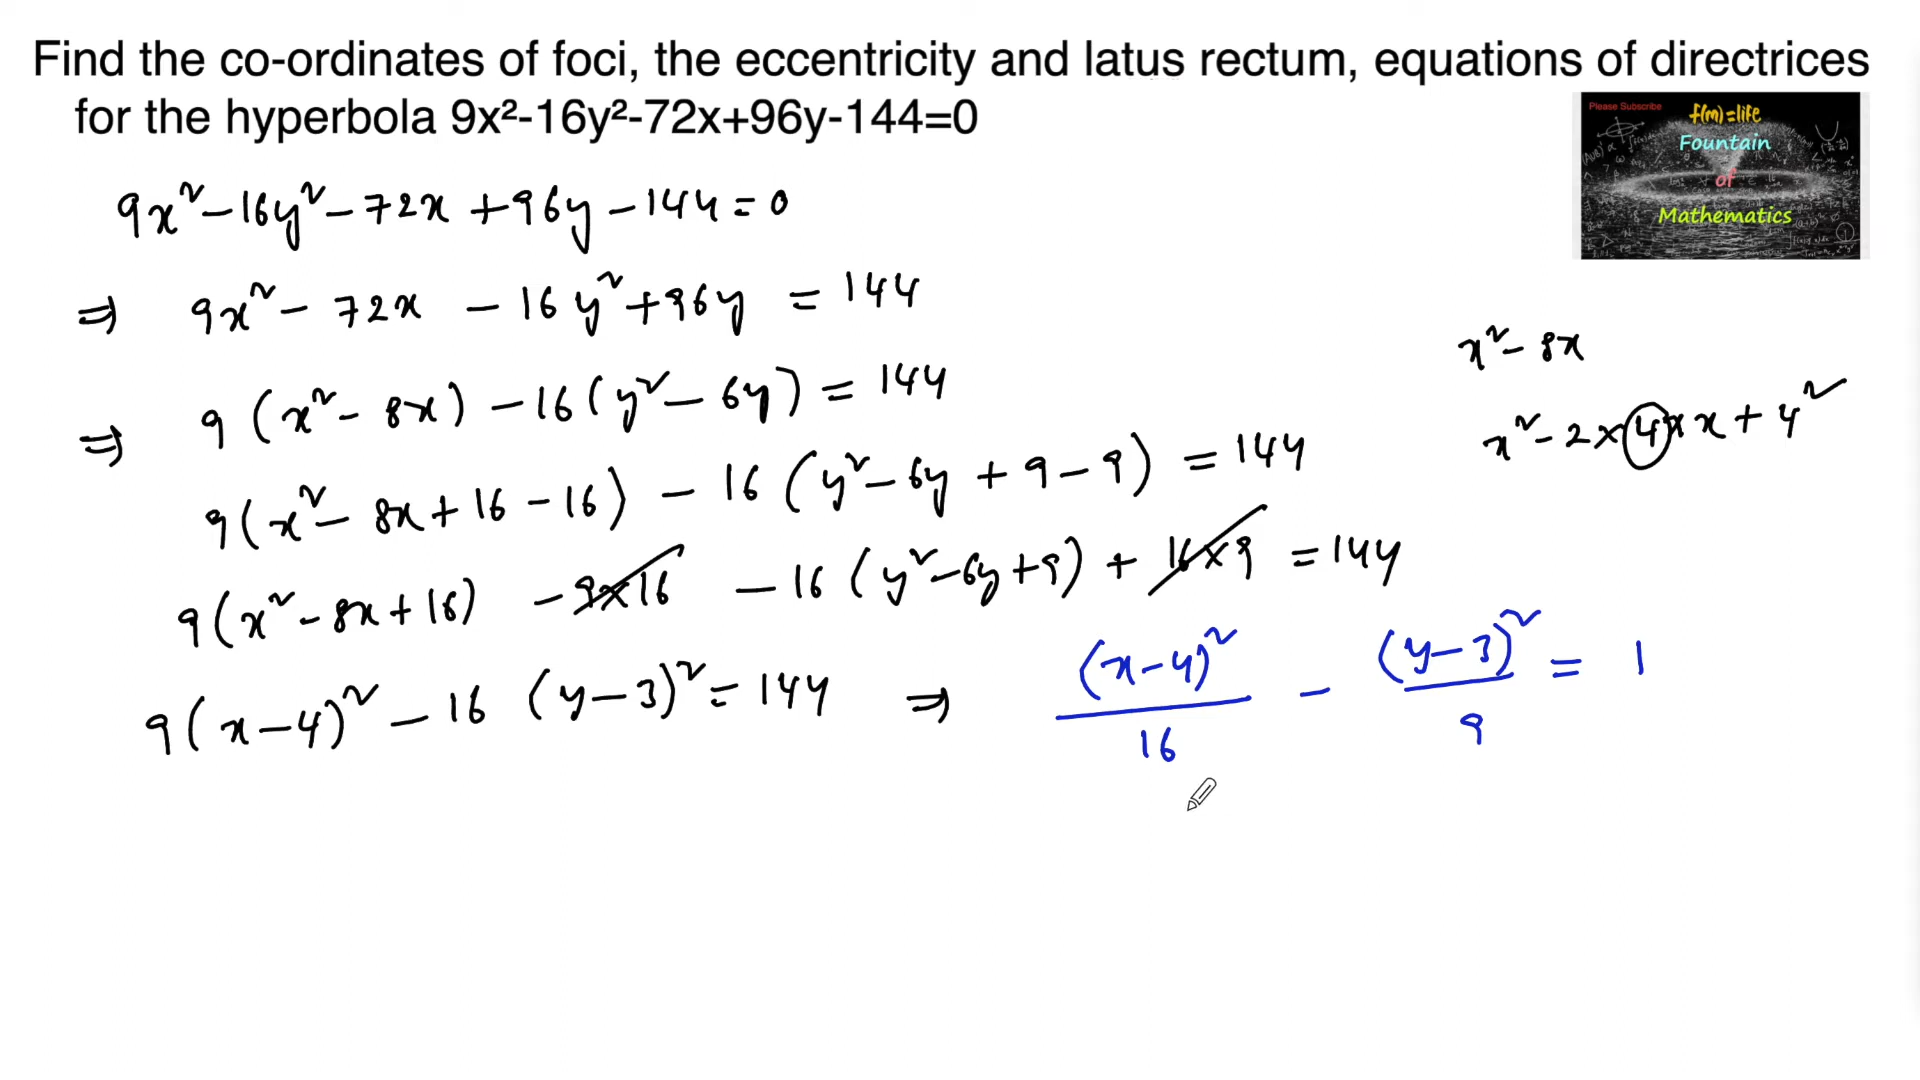 Find the co-ordinates of foci, the eccentricity and latus rectum, equations of directrices
for the hyperbola 9x²-16y²-72x+96y-144=0
Please Subscribe
f(m)=life
Fountain
of
Mathematics
9x²-16y²-72x+96y-144=0
⇒ 9x²-72x -16y²+96y = 144
x²-8x
⇒ 9(x²-8x)-16(y²-6y) = 144
x²-2×4×x+4²
9(x²-8x+16-16) - 16(y²-6y+9-9) = 144
9(x²-8x+16) -9×16 -16(y²-6y+9)+16×9 = 144
9(x-4)²-16(y-3)²=144 ⇒ (x-4)²/16 - (y-3)²/9 = 1